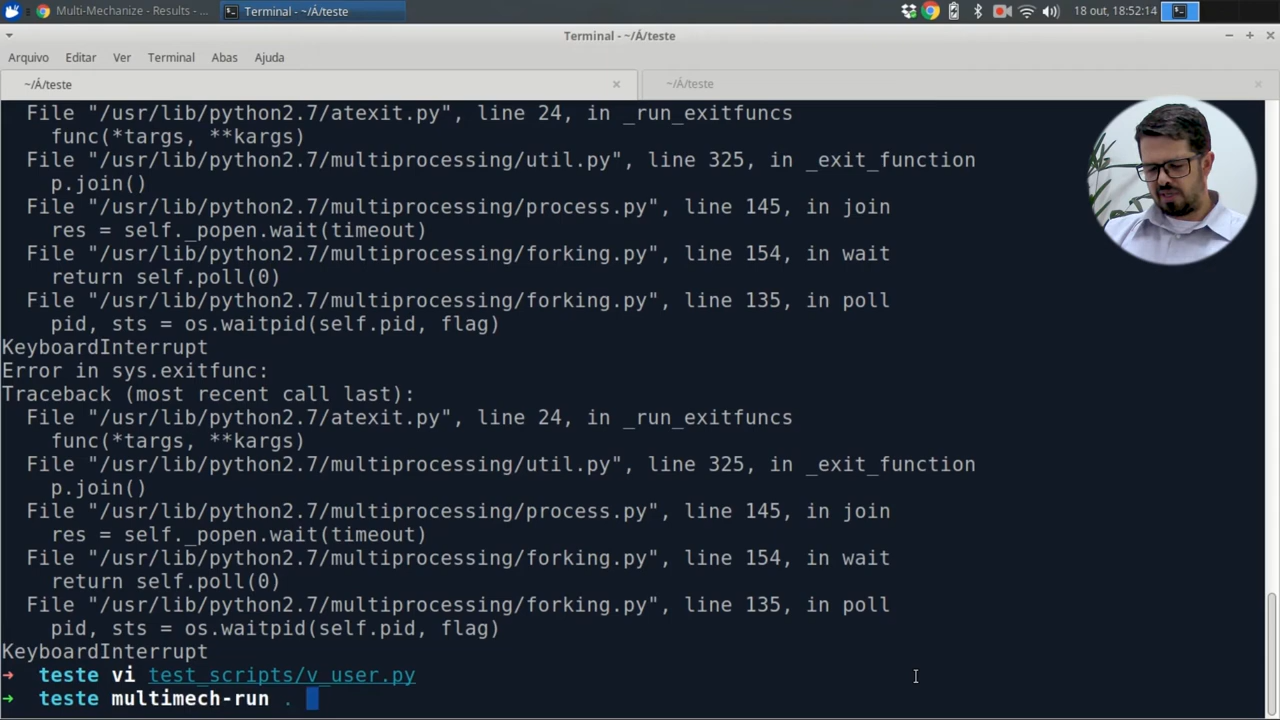 Multi-Mechanize - Results - ...
Terminal - ~/Á/teste
18 out, 18:52:14
Terminal - ~/Á/teste
Arquivo Editar Ver Terminal Abas Ajuda
~/Á/teste
~/Á/teste
File "/usr/lib/python2.7/atexit.py", line 24, in _run_exitfuncs
func(*targs, **kargs)
File "/usr/lib/python2.7/multiprocessing/util.py", line 325, in _exit_function
p.join()
File "/usr/lib/python2.7/multiprocessing/process.py", line 145, in join
res = self._popen.wait(timeout)
File "/usr/lib/python2.7/multiprocessing/forking.py", line 154, in wait
return self.poll(0)
File "/usr/lib/python2.7/multiprocessing/forking.py", line 135, in poll
pid, sts = os.waitpid(self.pid, flag)
KeyboardInterrupt
Error in sys.exitfunc:
Traceback (most recent call last):
File "/usr/lib/python2.7/atexit.py", line 24, in _run_exitfuncs
func(*targs, **kargs)
File "/usr/lib/python2.7/multiprocessing/util.py", line 325, in _exit_function
p.join()
File "/usr/lib/python2.7/multiprocessing/process.py", line 145, in join
res = self._popen.wait(timeout)
File "/usr/lib/python2.7/multiprocessing/forking.py", line 154, in wait
return self.poll(0)
File "/usr/lib/python2.7/multiprocessing/forking.py", line 135, in poll
pid, sts = os.waitpid(self.pid, flag)
KeyboardInterrupt
➜ teste vi test_scripts/v_user.py
➜ teste multimech-run .